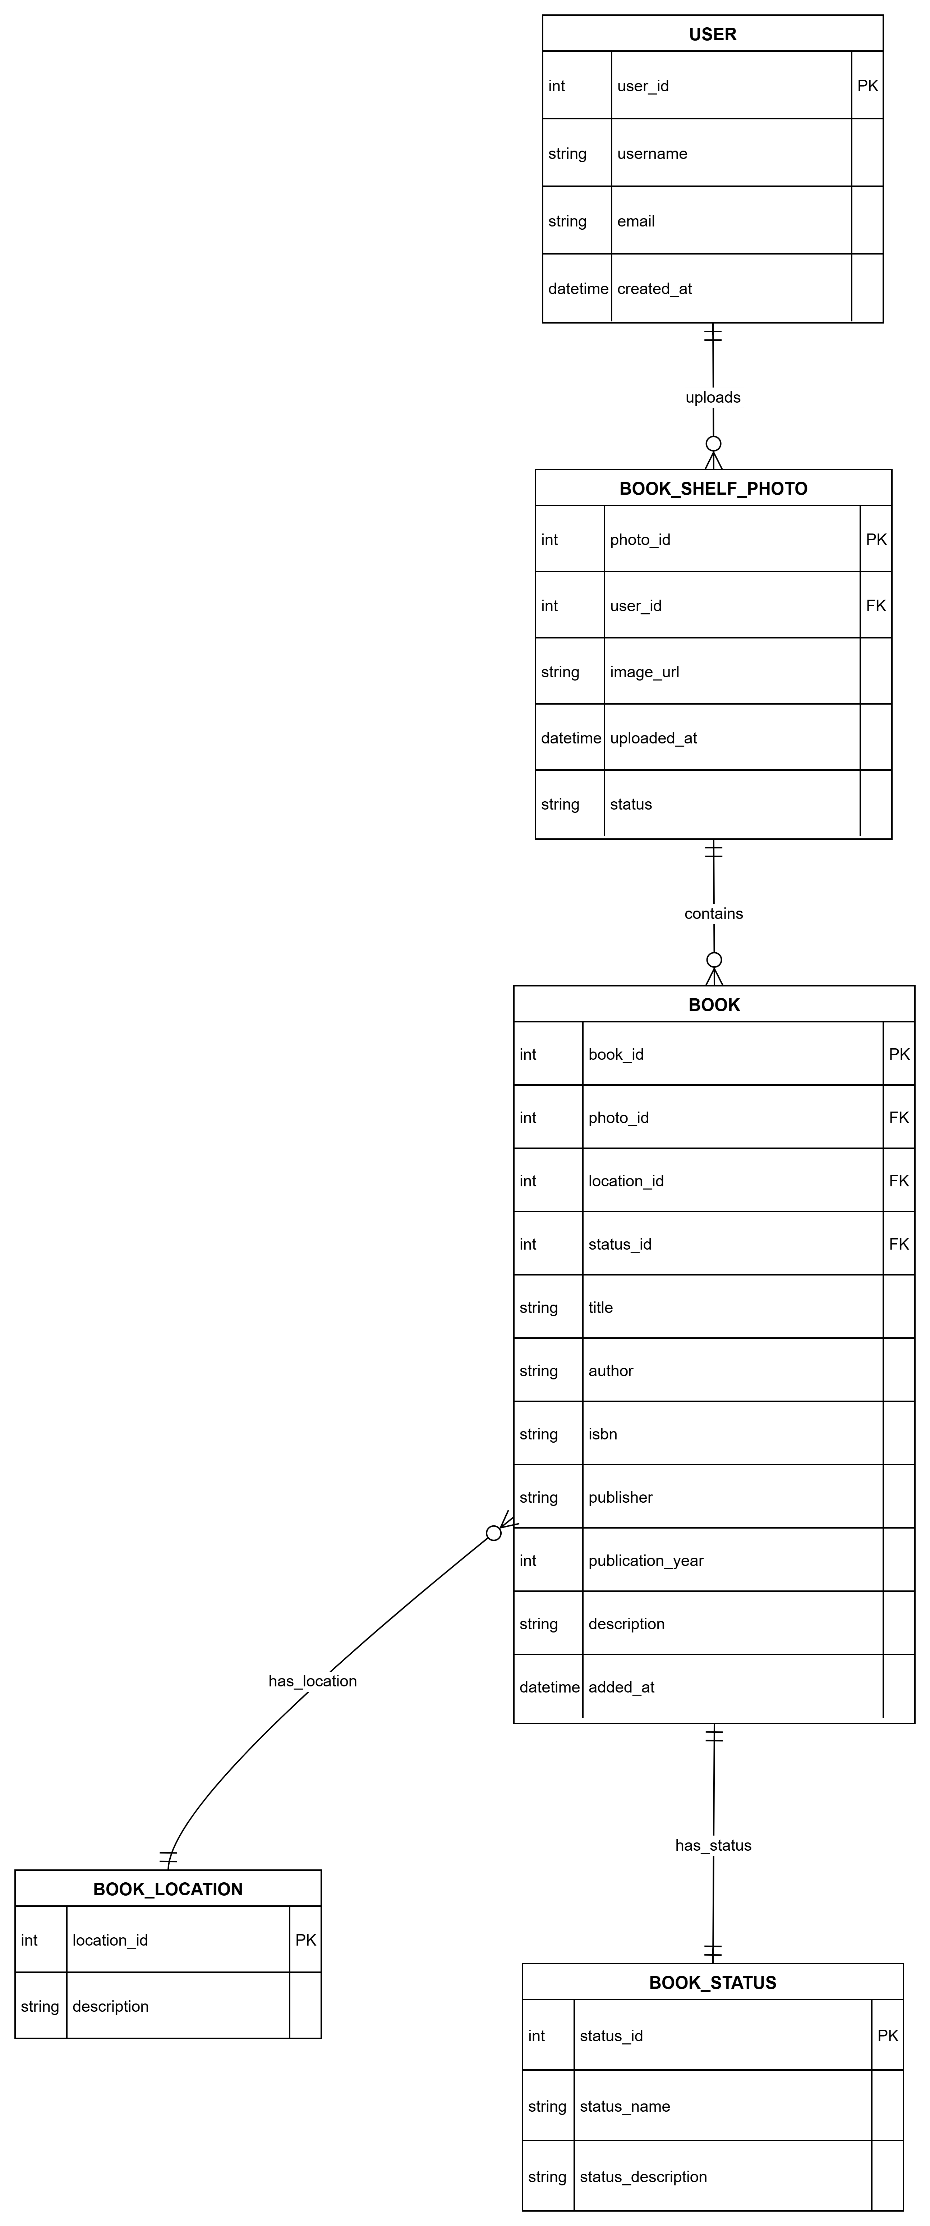 USER
int user_id PK
string username
string email
datetime created_at
uploads
BOOK_SHELF_PHOTO
int photo_id PK
int user_id FK
string image_url
datetime uploaded_at
string status
contains
BOOK
int book_id PK
int photo_id FK
int location_id FK
int status_id FK
string title
string author
string isbn
string publisher
int publication_year
string description
datetime added_at
has_location
has_status
BOOK_LOCATION
int location_id PK
string description
BOOK_STATUS
int status_id PK
string status_name
string status_description